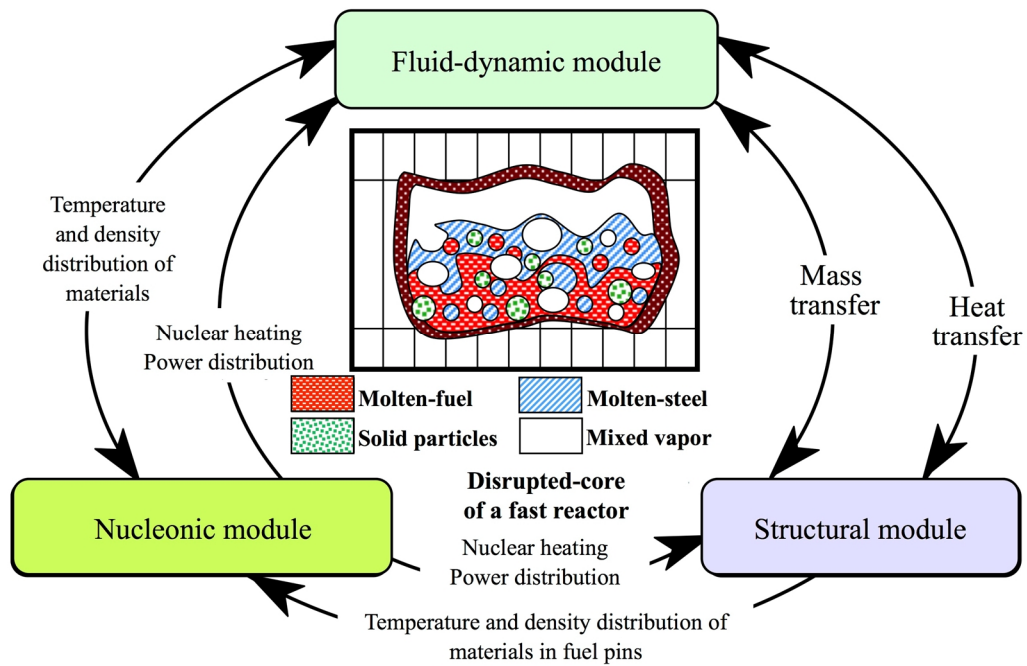 Fluid-dynamic module
Temperature
and density
distribution of
materials
Nuclear heating
Power distribution
Mass
transfer
Heat
transfer
Molten-fuel
Molten-steel
Solid particles
Mixed vapor
Disrupted-core
of a fast reactor
Nucleonic module
Structural module
Nuclear heating
Power distribution
Temperature and density distribution of
materials in fuel pins